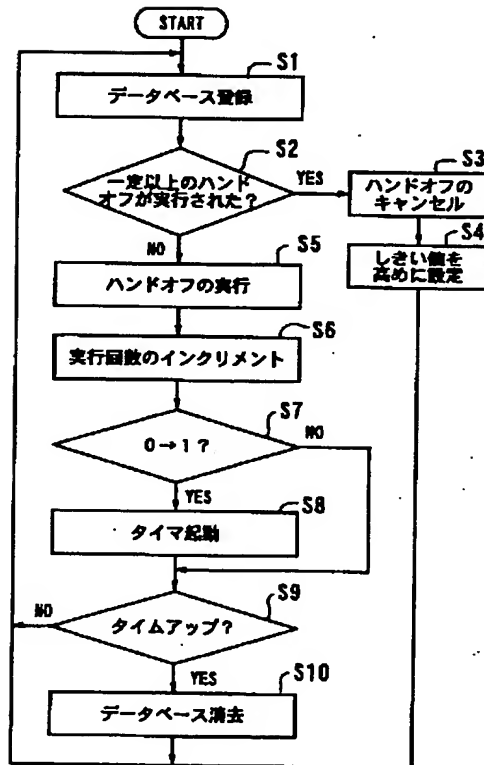 START
S1
データベース登録
S2
一定以上のハンド
オフが実行された？
YES
S3
ハンドオフの
キャンセル
S4
しきい値を
高めに設定
NO
S5
ハンドオフの実行
S6
実行回数のインクリメント
S7
0→1？
NO
YES
S8
タイマ起動
S9
NO
タイムアップ？
YES
S10
データベース消去